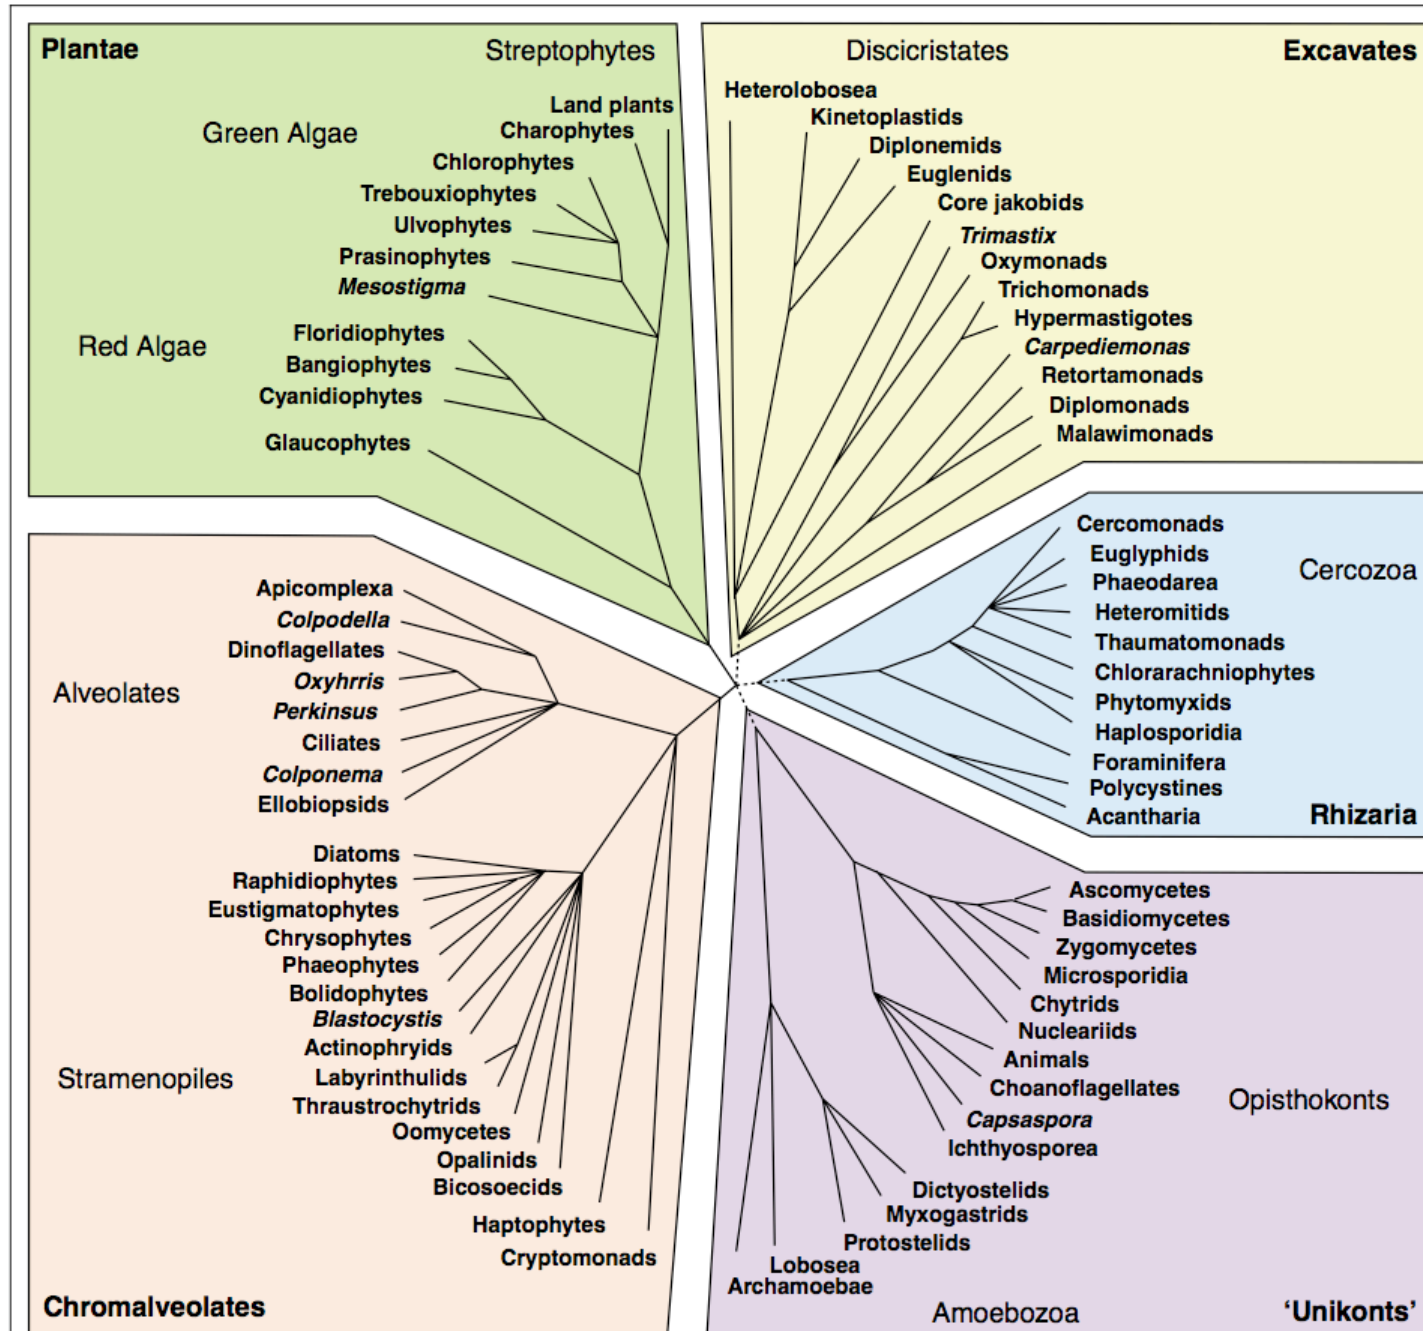 Plantae
Streptophytes
Land plants
Green Algae
Charophytes
Chlorophytes
Trebouxiophytes
Ulvophytes
Prasinophytes
Mesostigma
Red Algae
Floridiophytes
Bangiophytes
Cyanidiophytes
Glaucophytes
Discicristates
Excavates
Heterolobosea
Kinetoplastids
Diplonemids
Euglenids
Core jakobids
Trimastix
Oxymonads
Trichomonads
Hypermastigotes
Carpediemonas
Retortamonads
Diplomonads
Malawimonads
Cercomonads
Euglyphids
Cercozoa
Phaeodarea
Heteromitids
Thaumatomonads
Chlorarachniophytes
Phytomyxids
Haplosporidia
Foraminifera
Polycystines
Acantharia
Rhizaria
Apicomplexa
Colpodella
Dinoflagellates
Alveolates
Oxyhrris
Perkinsus
Ciliates
Colponema
Ellobiopsids
Diatoms
Raphidiophytes
Eustigmatophytes
Chrysophytes
Phaeophytes
Bolidophytes
Blastocystis
Actinophryids
Stramenopiles
Labyrinthulids
Thraustrochytrids
Oomycetes
Opalinids
Bicosoecids
Haptophytes
Cryptomonads
Chromalveolates
Ascomycetes
Basidiomycetes
Zygomycetes
Microsporidia
Chytrids
Nucleariids
Animals
Choanoflagellates
Opisthokonts
Capsaspora
Ichthyosporea
Dictyostelids
Myxogastrids
Protostelids
Lobosea
Archamoebae
Amoebozoa
‘Unikonts’